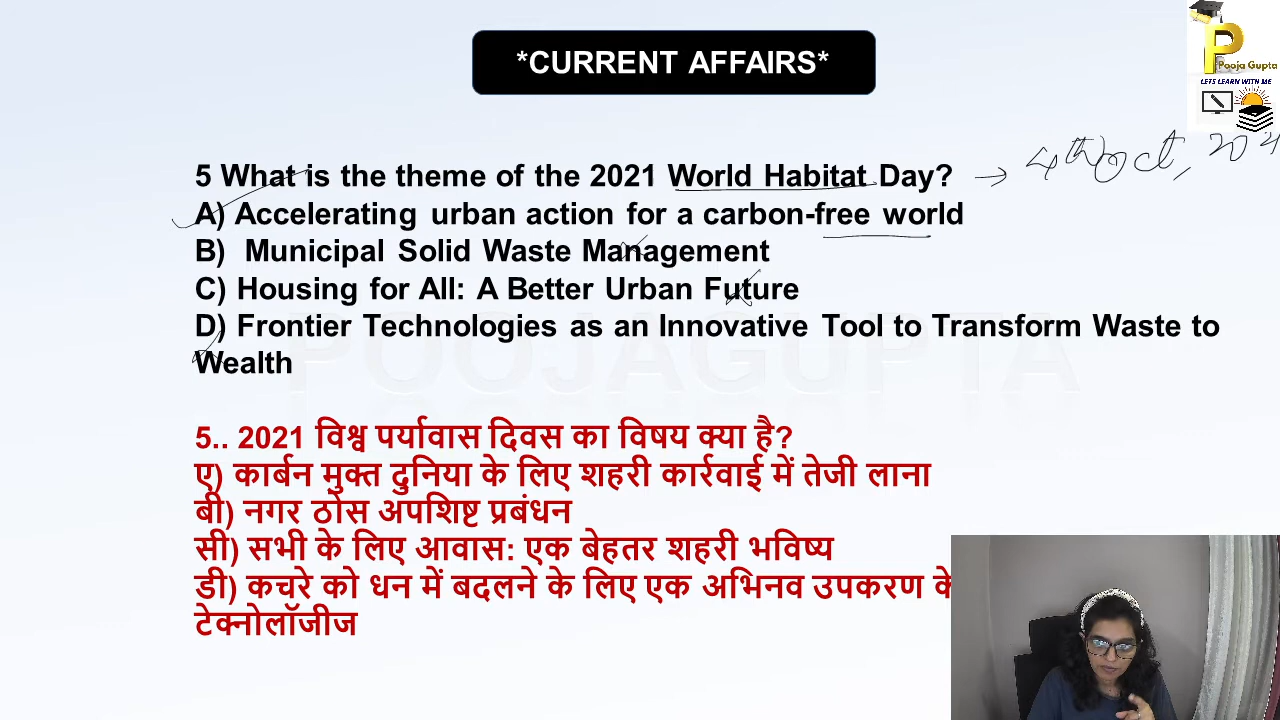 *CURRENT AFFAIRS*
P
Pooja Gupta
LETS LEARN WITH ME
5 What is the theme of the 2021 World Habitat Day? → 4th Oct,
A) Accelerating urban action for a carbon-free world
B) Municipal Solid Waste Management
C) Housing for All: A Better Urban Future
D) Frontier Technologies as an Innovative Tool to Transform Waste to
Wealth
POOJAGUPTA
5.. 2021 विश्व पर्यावास दिवस का विषय क्या है?
ए) कार्बन मुक्त दुनिया के लिए शहरी कार्रवाई में तेजी लाना
बी) नगर ठोस अपशिष्ट प्रबंधन
सी) सभी के लिए आवास: एक बेहतर शहरी भविष्य
डी) कचरे को धन में बदलने के लिए एक अभिनव उपकरण के
टेक्नोलॉजीज